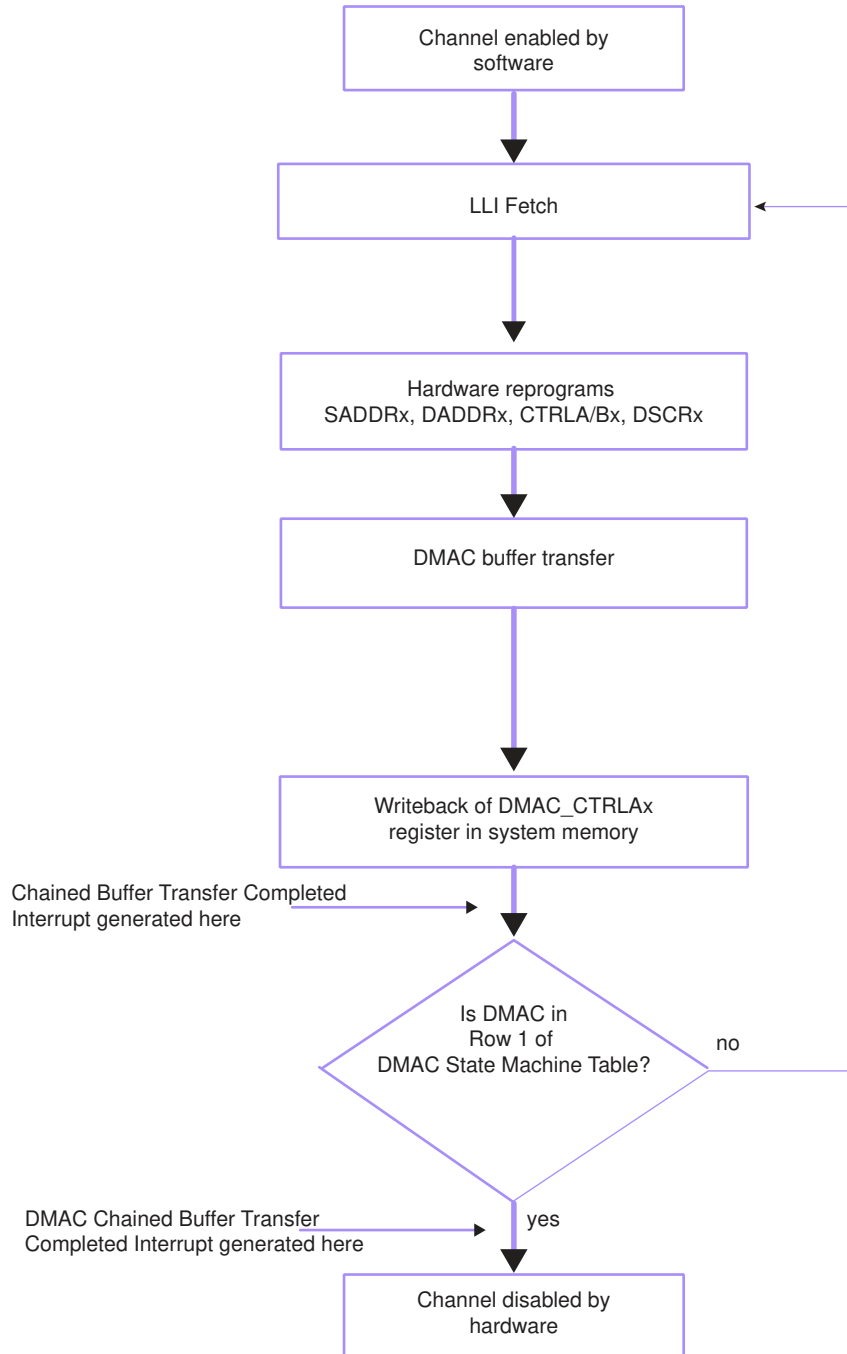 Channel enabled by
software
LLI Fetch
Hardware reprograms
SADDRx, DADDRx, CTRLA/Bx, DSCRx
DMAC buffer transfer
Writeback of DMAC_CTRLAx
register in system memory
Chained Buffer Transfer Completed
Interrupt generated here
Is DMAC in
Row 1 of
DMAC State Machine Table?
no
yes
DMAC Chained Buffer Transfer
Completed Interrupt generated here
Channel disabled by
hardware